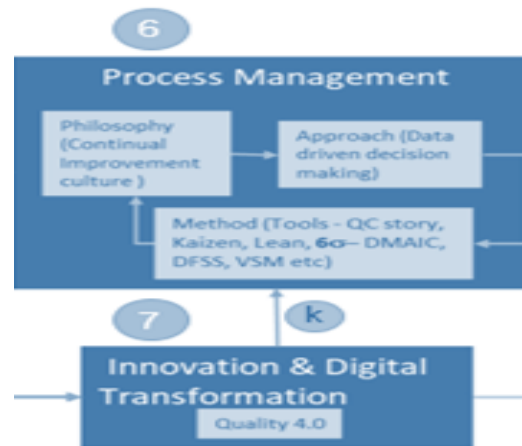 6
Process Management
Philosophy
(Continual
Improvement
culture )
Approach (Data
driven decision
making)
Method (Tools - QC story,
Kaizen, Lean, 6σ– DMAIC,
DFSS, VSM etc)
7
k
Innovation & Digital
Transformation
Quality 4.0